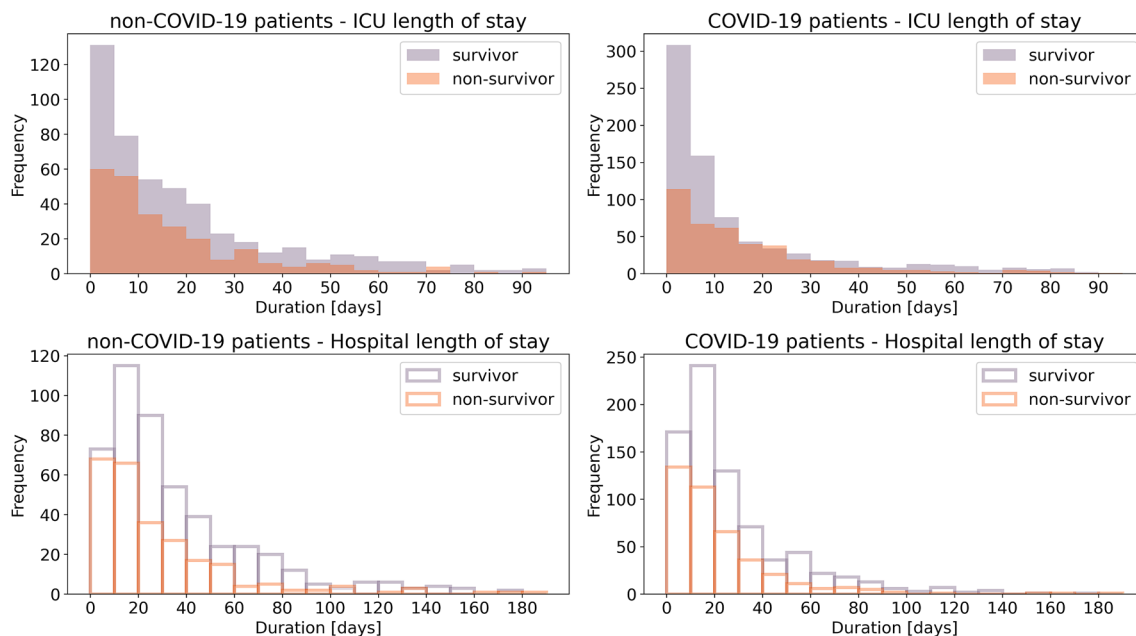 non-COVID-19 patients - ICU length of stay
Frequency
120
100
80
60
40
20
0
survivor
non-survivor
0 10 20 30 40 50 60 70 80 90
Duration [days]
COVID-19 patients - ICU length of stay
Frequency
300
250
200
150
100
50
0
survivor
non-survivor
0 10 20 30 40 50 60 70 80 90
Duration [days]
non-COVID-19 patients - Hospital length of stay
Frequency
120
100
80
60
40
20
0
survivor
non-survivor
0 20 40 60 80 100 120 140 160 180
Duration [days]
COVID-19 patients - Hospital length of stay
Frequency
250
200
150
100
50
0
survivor
non-survivor
0 20 40 60 80 100 120 140 160 180
Duration [days]